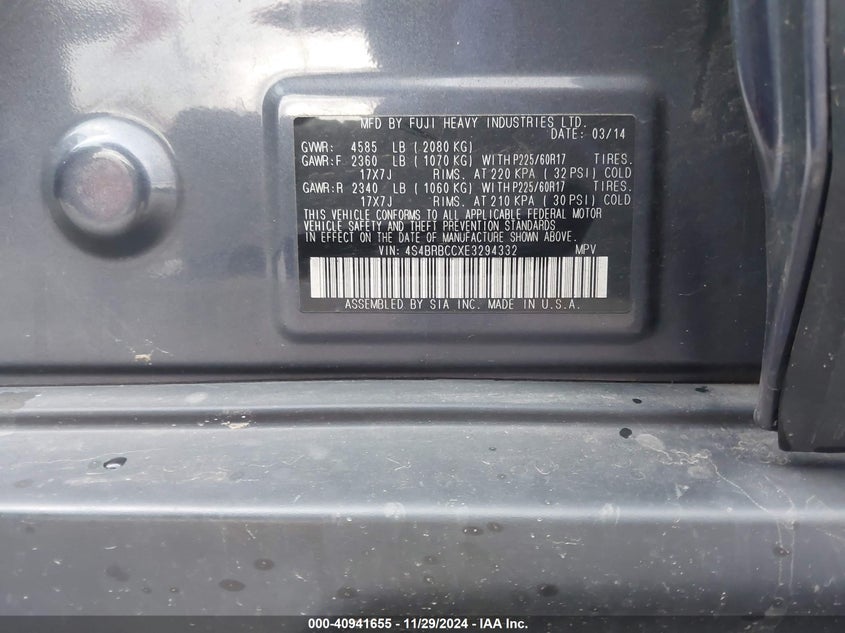 MFD BY FUJI HEAVY INDUSTRIES LTD.
DATE: 03/14
GVWR: 4585 LB ( 2080 KG)
GAWR:F 2360 LB ( 1070 KG) WITH P225/60R17 TIRES.
17X7J RIMS. AT 220 KPA ( 32 PSI) COLD
GAWR:R 2340 LB ( 1060 KG) WITH P225/60R17 TIRES.
17X7J RIMS. AT 210 KPA ( 30 PSI) COLD
THIS VEHICLE CONFORMS TO ALL APPLICABLE FEDERAL MOTOR
VEHICLE SAFETY AND THEFT PREVENTION STANDARDS
IN EFFECT ON THE DATE OF MANUFACTURE SHOWN ABOVE.
VIN: 4S4BRBCCXE3294332 MPV
ASSEMBLED BY SIA INC. MADE IN U.S.A.
000-40941655 - 11/29/2024 - IAA Inc.